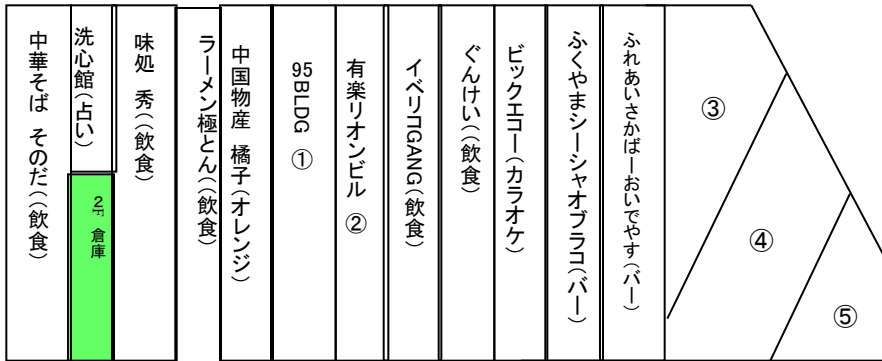 中華そば そのだ((飲食)
洗心館(占い)
2F 倉庫
味処 秀((飲食)
ラーメン極とん((飲食)
中国物産 橘子(オレンジ)
95BLDG ①
有楽リオンビル ②
イベリコGANG(飲食)
ぐんけい((飲食)
ビックエコー(カラオケ)
ふくやまシーシャオブラコ(バー)
ふれあいさかばーおいでやす(バー)
③
④
⑤